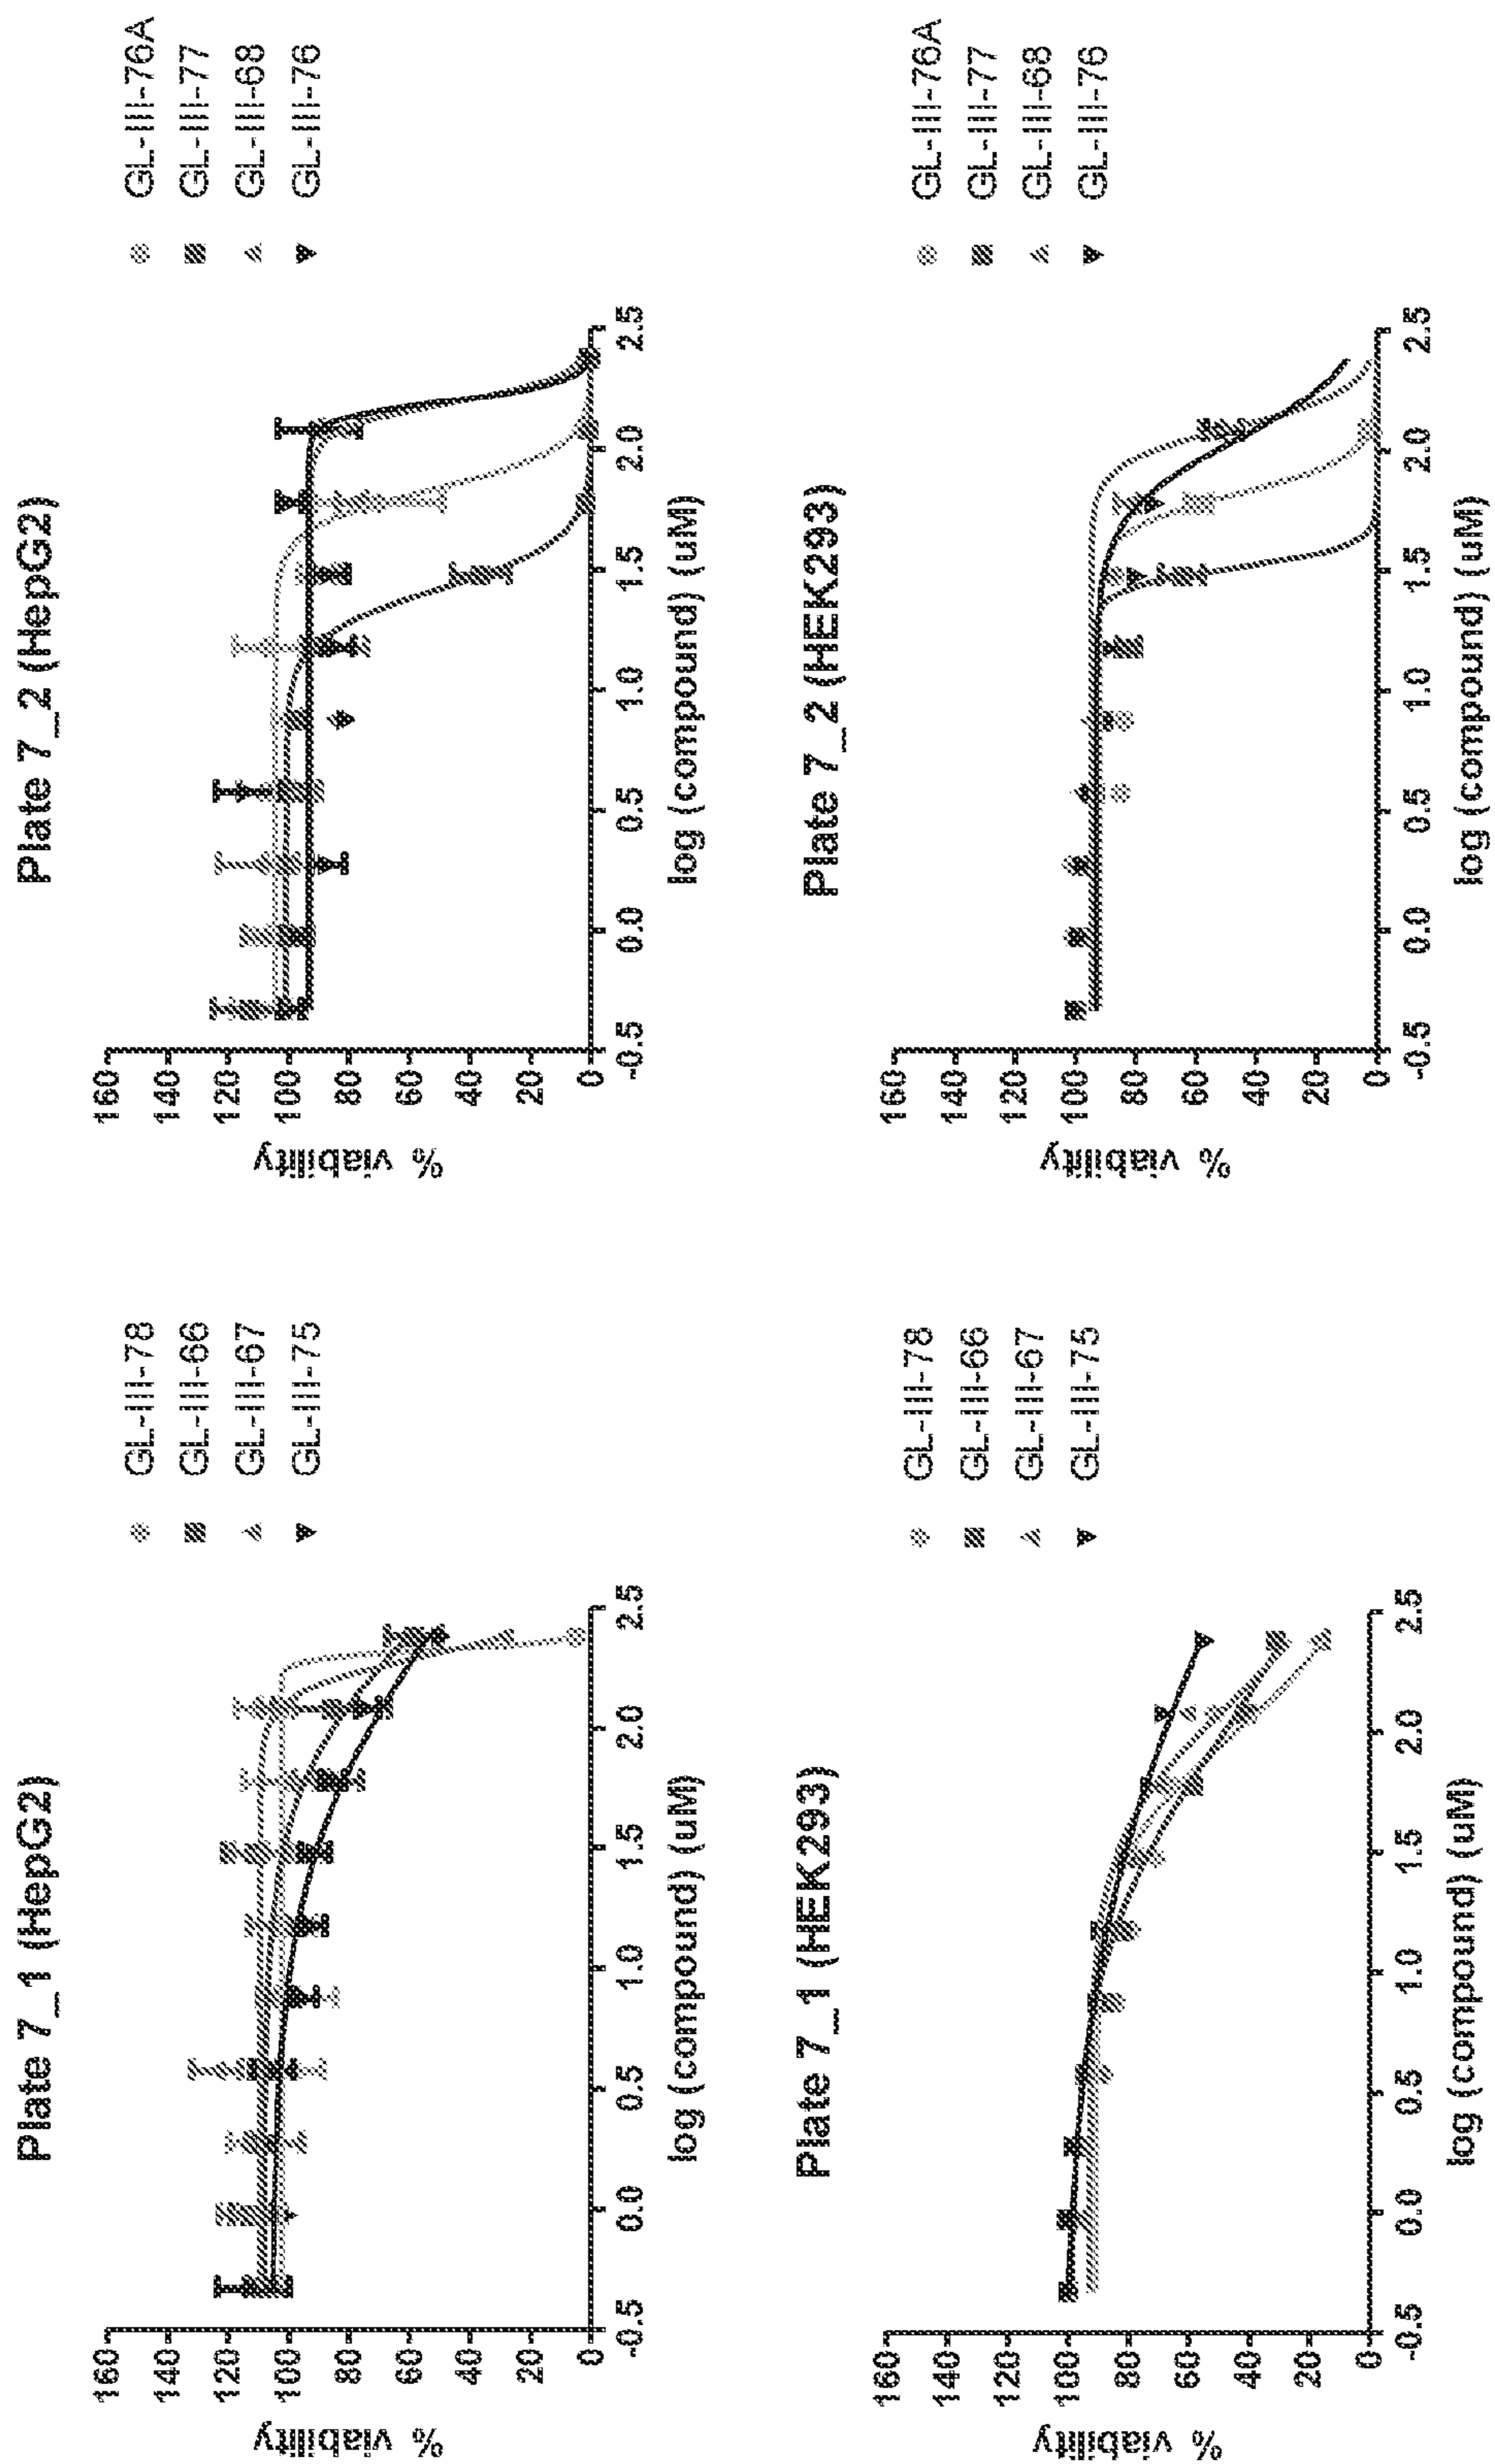 Plate 7_1 (HepG2)
% viability
160
140
120
100
80
60
40
20
0
-0.5
0.0
0.5
1.0
1.5
2.0
2.5
log (compound) (uM)
GL-III-78
GL-III-66
GL-III-67
GL-III-75
Plate 7_2 (HepG2)
% viability
160
140
120
100
80
60
40
20
0
-0.5
0.0
0.5
1.0
1.5
2.0
2.5
log (compound) (uM)
GL-III-76A
GL-III-77
GL-III-68
GL-III-76
Plate 7_1 (HEK293)
% viability
160
140
120
100
80
60
40
20
0
-0.5
0.0
0.5
1.0
1.5
2.0
2.5
log (compound) (uM)
GL-III-78
GL-III-66
GL-III-67
GL-III-75
Plate 7_2 (HEK293)
% viability
160
140
120
100
80
60
40
20
0
-0.5
0.0
0.5
1.0
1.5
2.0
2.5
log (compound) (uM)
GL-III-76A
GL-III-77
GL-III-68
GL-III-76